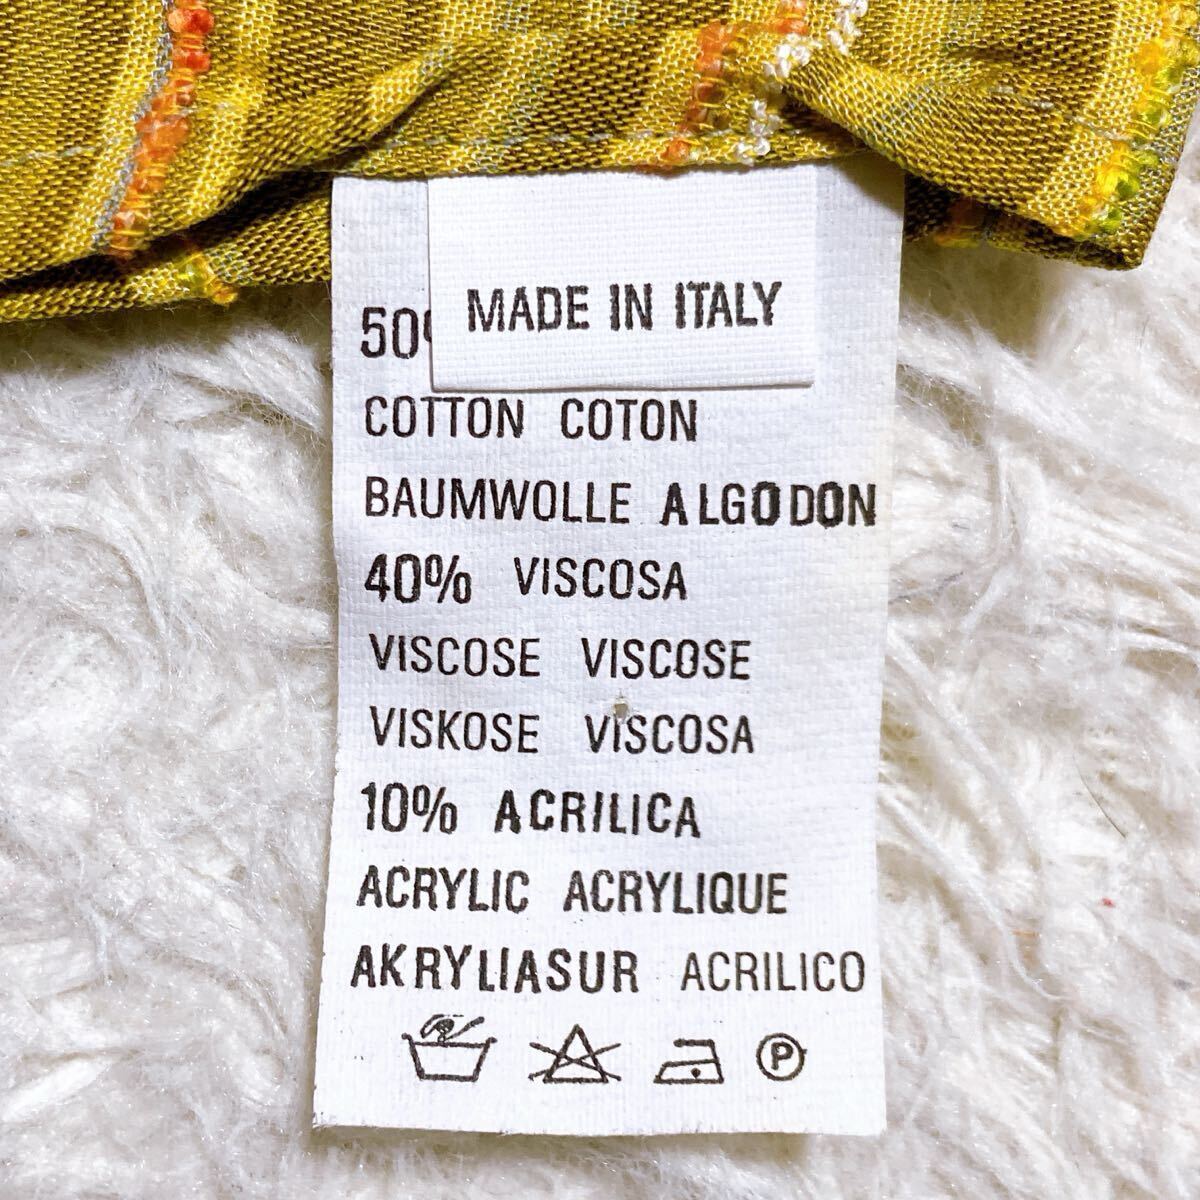 MADE IN ITALY
50%
COTTON COTON
BAUMWOLLE ALGODON
40% VISCOSA
VISCOSE VISCOSE
VISKOSE VISCOSA
10% ACRILICA
ACRYLIC ACRYLIQUE
AKRYLIASUR ACRILICO
P